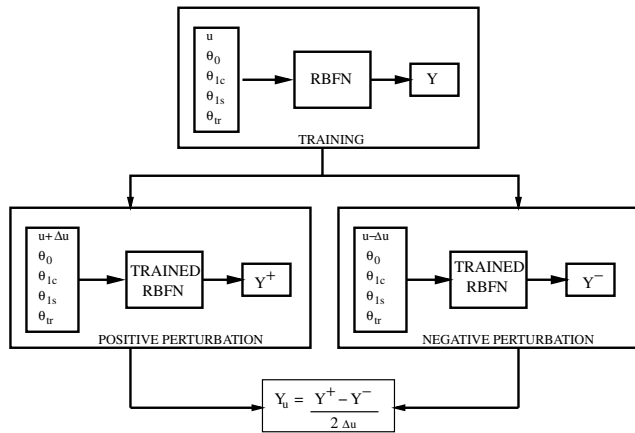 u
θ0
θ1c
θ1s
θtr
RBFN
Y
TRAINING
u+Δu
θ0
θ1c
θ1s
θtr
TRAINED
RBFN
Y+
POSITIVE PERTURBATION
u−Δu
θ0
θ1c
θ1s
θtr
TRAINED
RBFN
Y−
NEGATIVE PERTURBATION
Yu = Y+ − Y−
2 Δu